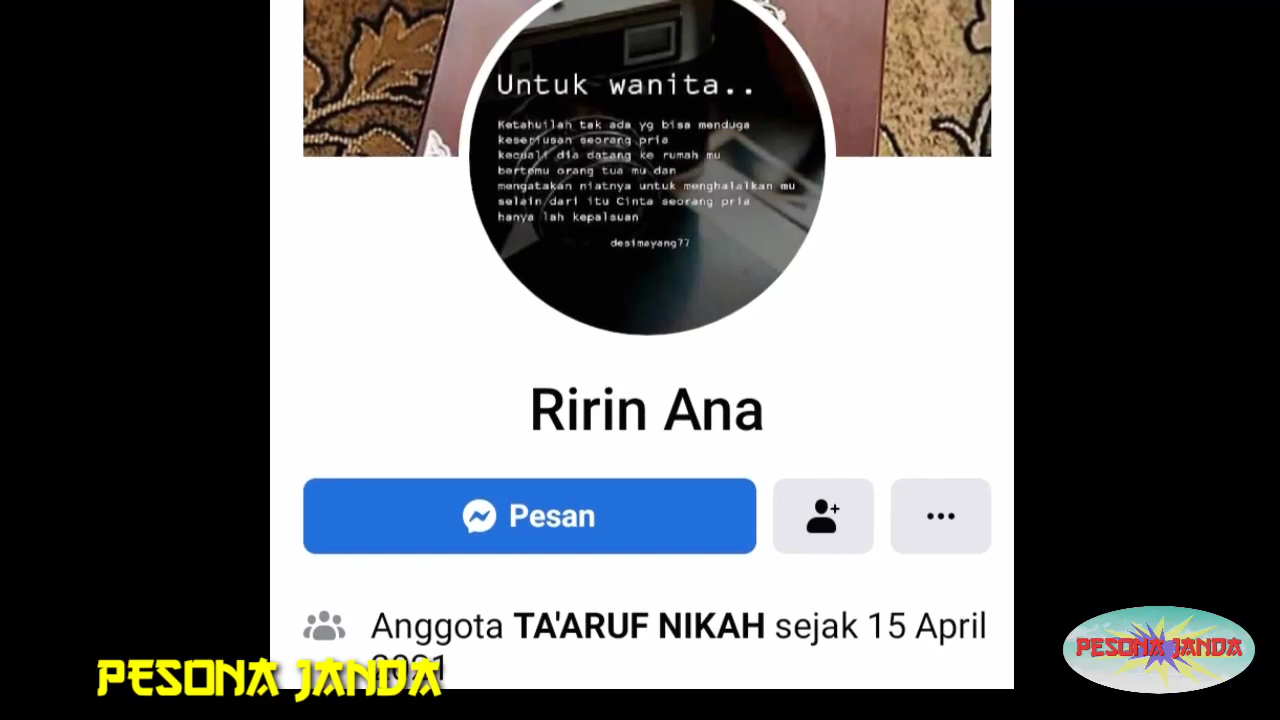 Untuk wanita..
Ketahuilah tak ada yg bisa menduga
keseriusan seorang pria
kecuali dia datang ke rumah mu
bertemu orang tua mu dan
mengatakan niatnya untuk menghalalkan mu
selain dari itu Cinta seorang pria
hanya lah kepalsuan
desimayang77
Ririn Ana
Pesan
Anggota TA'ARUF NIKAH sejak 15 April
2021
PESONA JANDA
PESONA JANDA